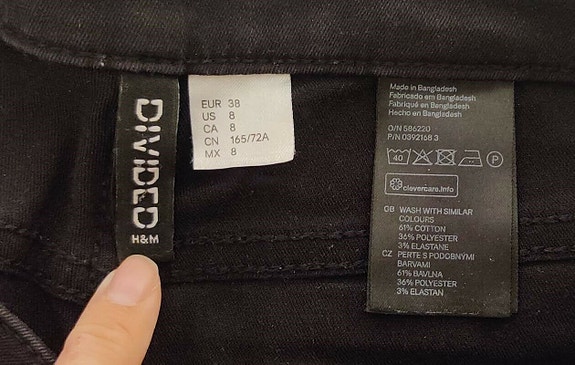 DIVIDED
H&M
EUR 38
US 8
CA 8
CN 165/72A
MX 8
Made in Bangladesh
Fabricado em Bangladesh
Fabriqué en Bangladesh
Hecho en Bangladesh
O/N 586220
P/N 0392168 3
40 P
clevercare.info
GB WASH WITH SIMILAR
COLOURS
61% COTTON
36% POLYESTER
3% ELASTANE
CZ PERTE S PODOBNÝMI
BARVAMI
61% BAVLNA
36% POLYESTER
3% ELASTAN